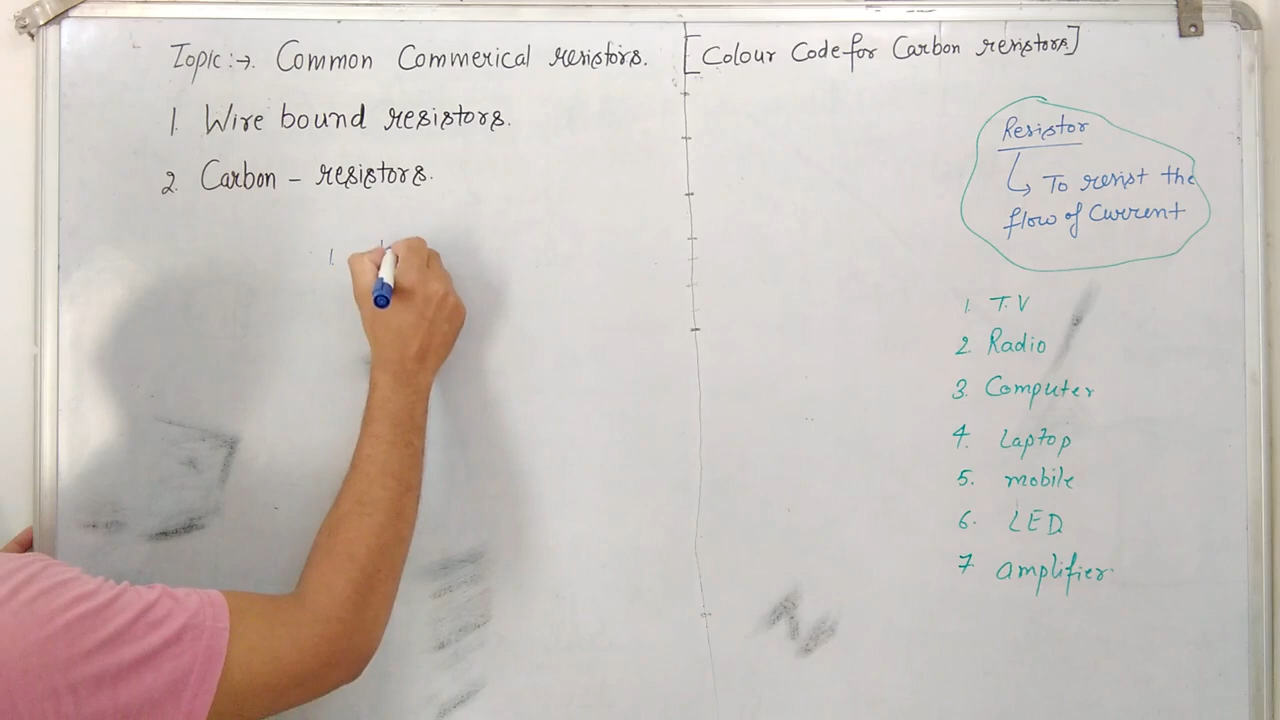 Topic:→. Common Commerical resistors. [Colour Code for Carbon resistors]
1. Wire bound resistors.
2. Carbon - resistors.
1.
Resistor
↳ To resist the
flow of Current
1. T.V
2. Radio
3. Computer
4. Laptop
5. mobile
6. LED
7 amplifier.